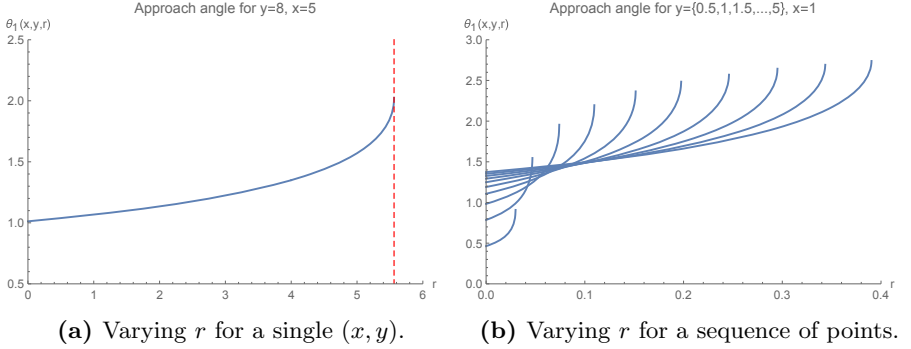 Approach angle for y=8, x=5
θ1(x,y,r)
2.5
2.0
1.5
1.0
0.5
0 1 2 3 4 5 6 r
(a) Varying r for a single (x, y).
Approach angle for y={0.5,1,1.5,...,5}, x=1
θ1(x,y,r)
3.0
2.5
2.0
1.5
1.0
0.5
0.0
0.0 0.1 0.2 0.3 0.4 r
(b) Varying r for a sequence of points.